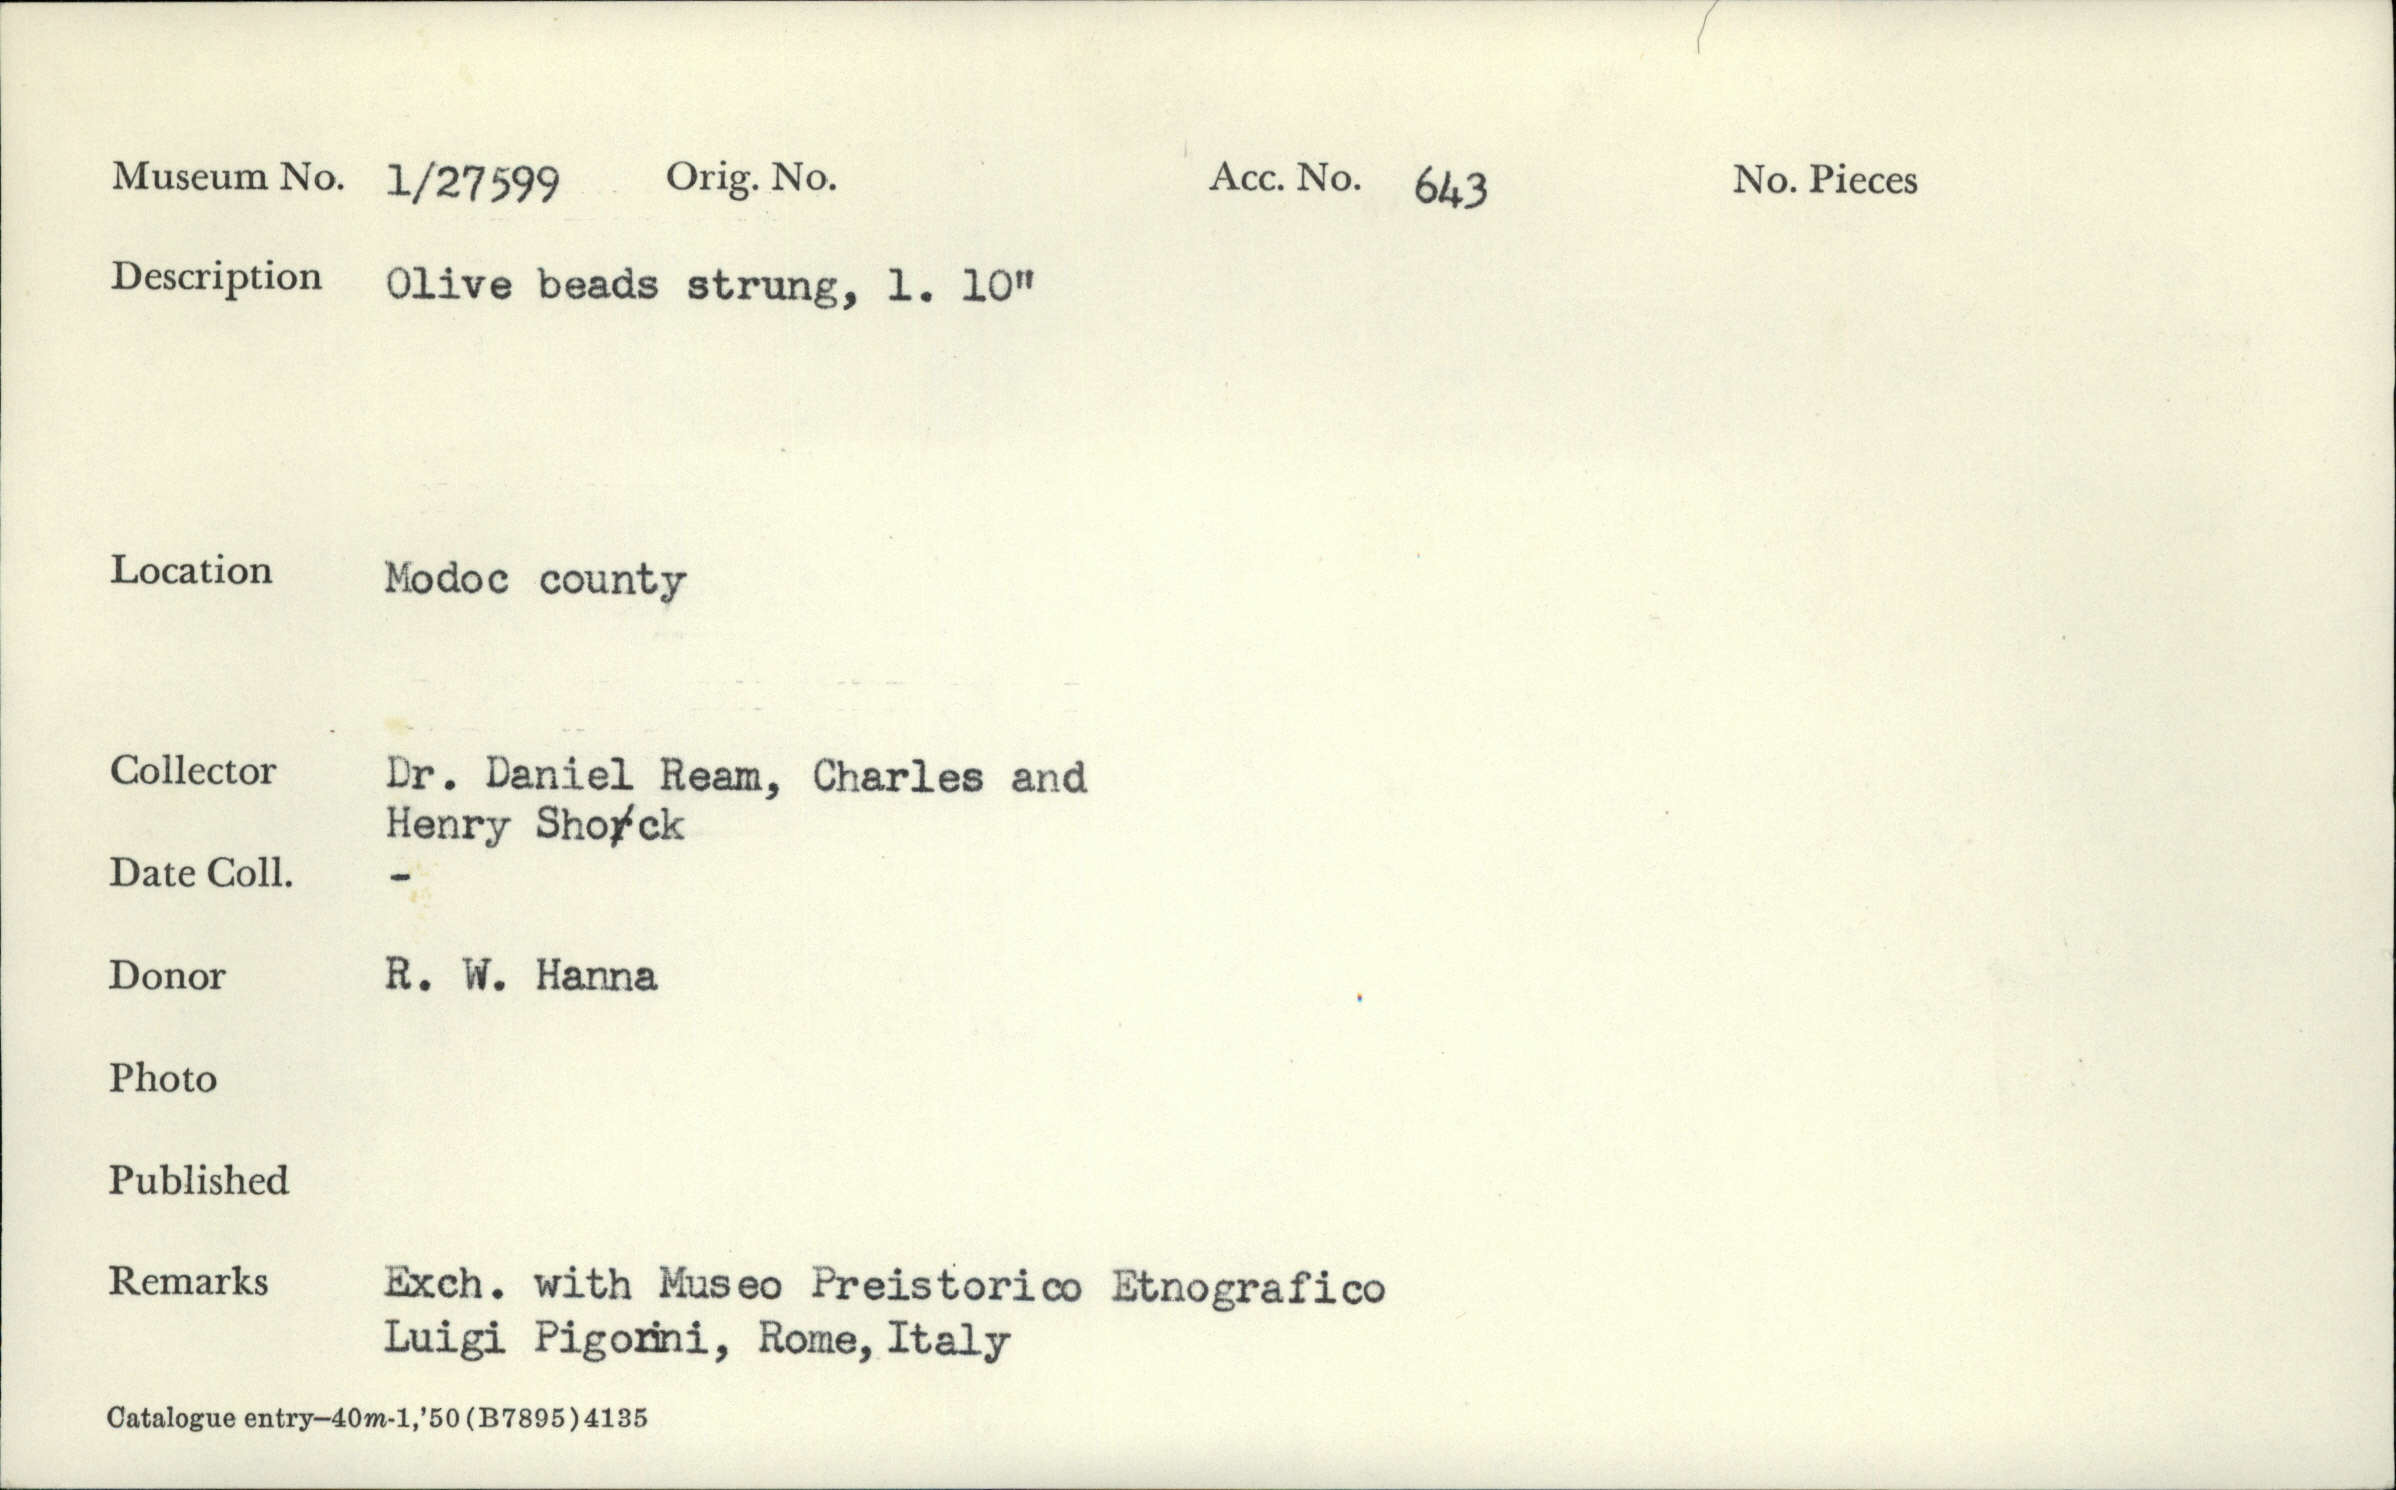 Museum No. 1/27599 Orig. No. Acc. No. 643 No. Pieces
Description Olive beads strung, l. 10"
Location Modoc county
Collector Dr. Daniel Ream, Charles and
Henry Shock
Date Coll. -
Donor R. W. Hanna
Photo
Published
Remarks Exch. with Museo Preistorico Etnografico
Luigi Pigorini, Rome, Italy
Catalogue entry—40m-1,'50(B7895)4135